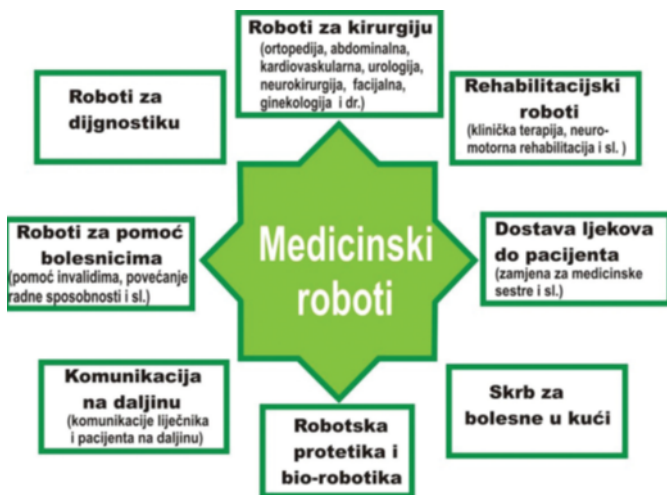 Roboti za kirurgiju
(ortopedija, abdominalna,
kardiovaskularna, urologija,
neurokirurgija, facijalna,
ginekologija i dr.)
Roboti za
dijgnostiku
Rehabilitacijski
roboti
(klinička terapija, neuro-
motorna rehabilitacija i sl. )
Roboti za pomoć
bolesnicima
(pomoć invalidima, povećanje
radne sposobnosti i sl.)
Medicinski
roboti
Dostava ljekova
do pacijenta
(zamjena za medicinske
sestre i sl.)
Komunikacija
na daljinu
(komunikacije liječnika
i pacijenta na daljinu)
Robotska
protetika i
bio-robotika
Skrb za
bolesne u kući